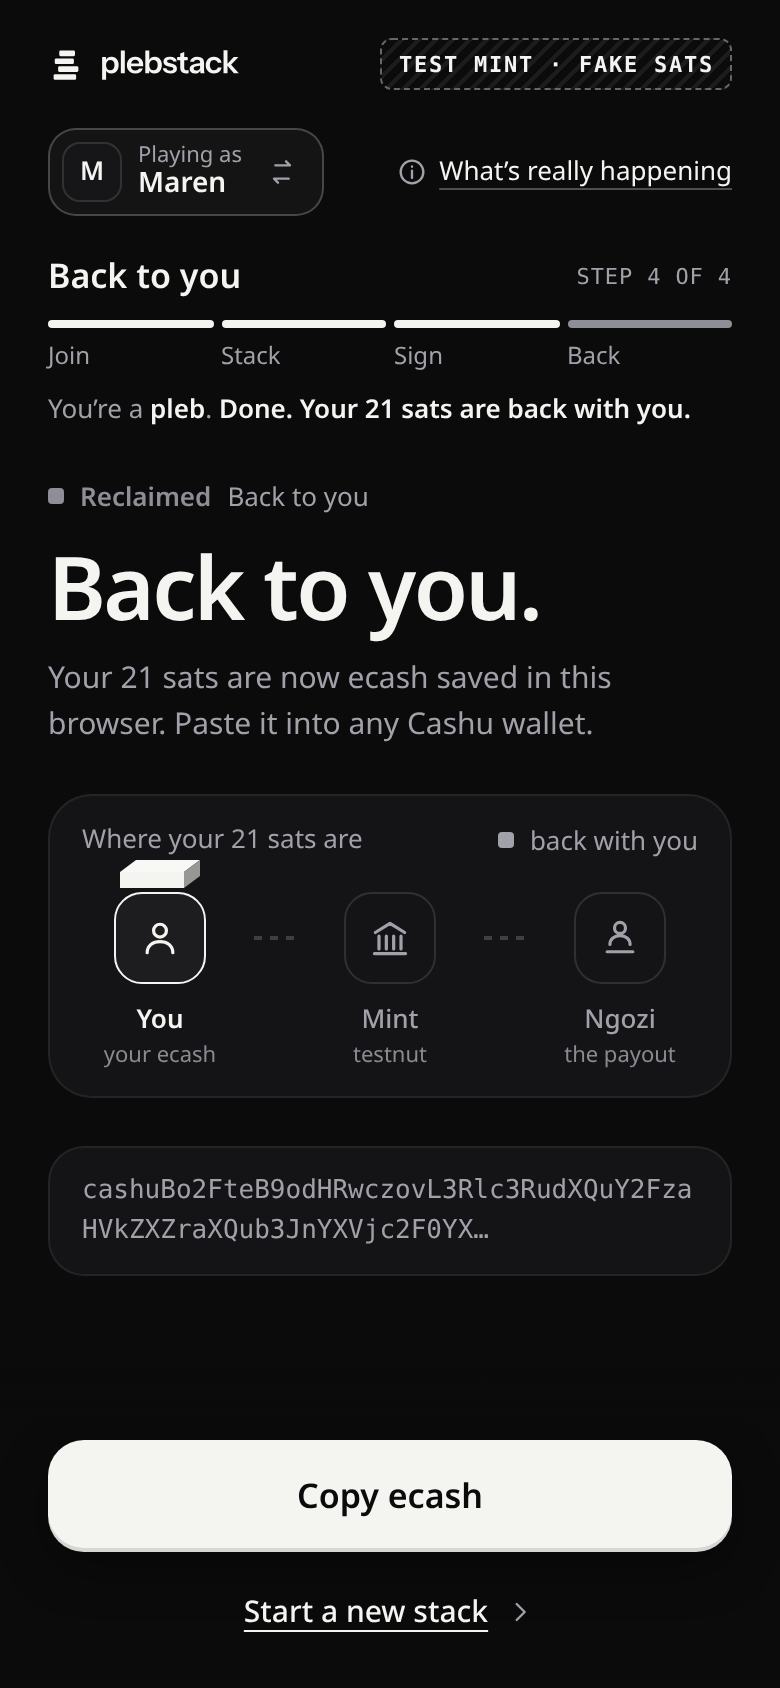 plebstack
TEST MINT · FAKE SATS
M
Playing as
Maren
What’s really happening
Back to you
STEP 4 OF 4
Join
Stack
Sign
Back
You’re a pleb. Done. Your 21 sats are back with you.
Reclaimed Back to you
Back to you.
Your 21 sats are now ecash saved in this
browser. Paste it into any Cashu wallet.
Where your 21 sats are
back with you
You
Mint
Ngozi
your ecash
testnut
the payout
cashuBo2FteB9odHRwczovL3Rlc3RudXQuY2Fza
HVkZXZraXQub3JnYXVjc2F0YX…
Copy ecash
Start a new stack